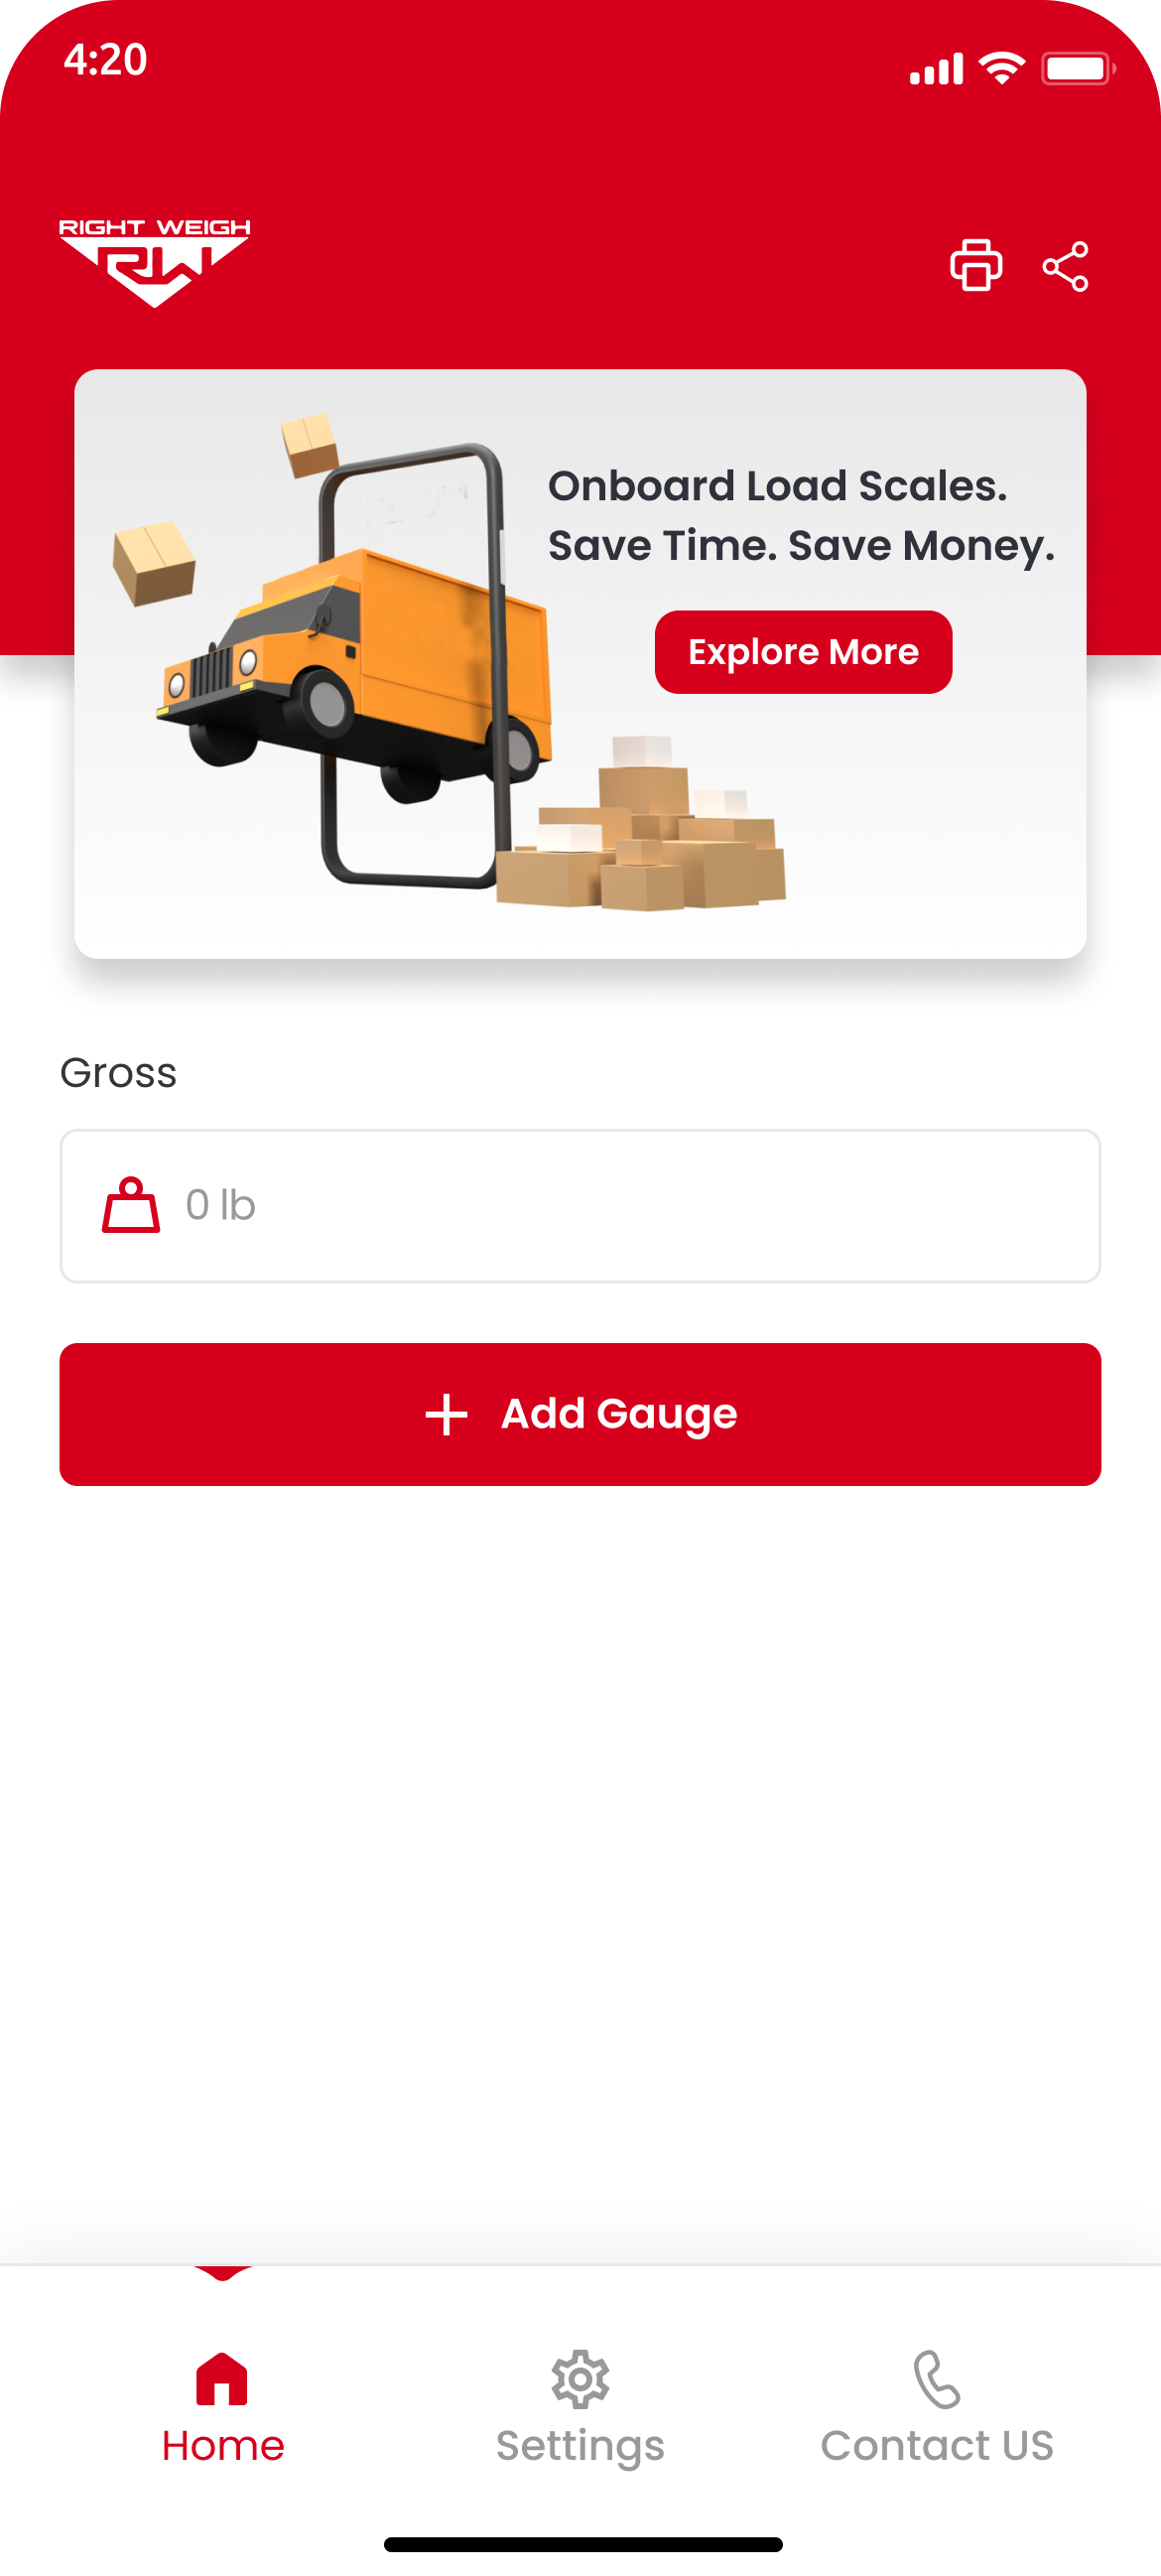 4:20
RIGHT WEIGH
RW
Onboard Load Scales.
Save Time. Save Money.
Explore More
Gross
0 lb
+ Add Gauge
Home
Settings
Contact US